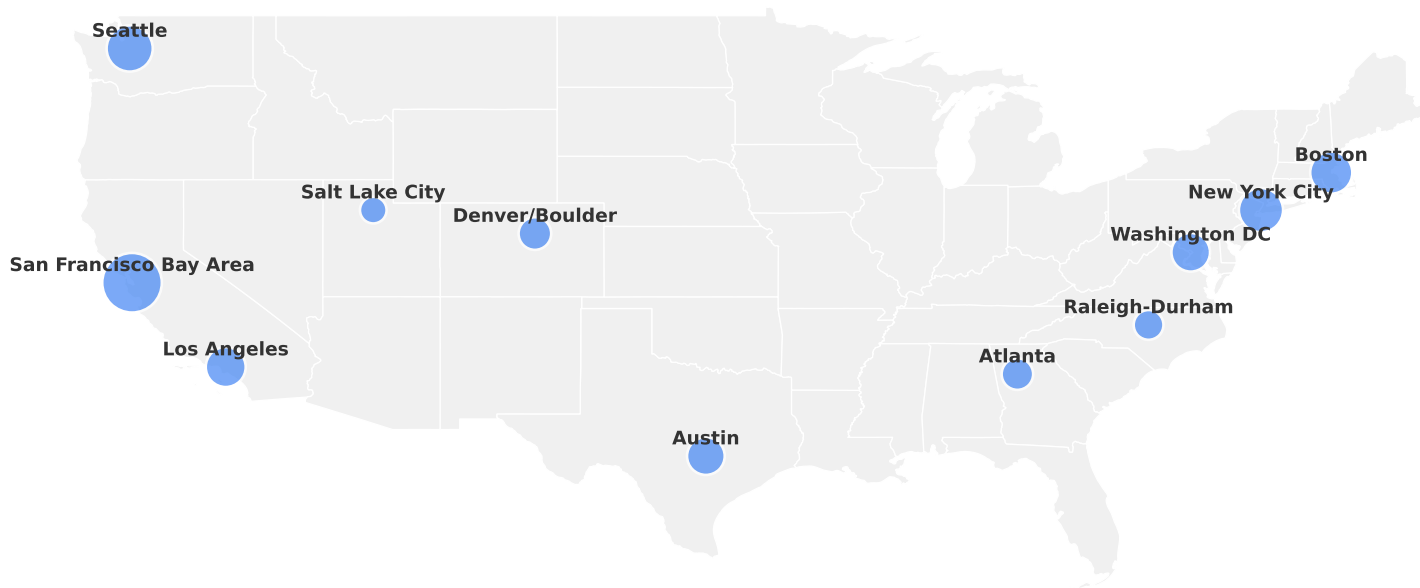 Seattle
Boston
Salt Lake City
New York City
Denver/Boulder
Washington DC
San Francisco Bay Area
Raleigh-Durham
Los Angeles
Atlanta
Austin